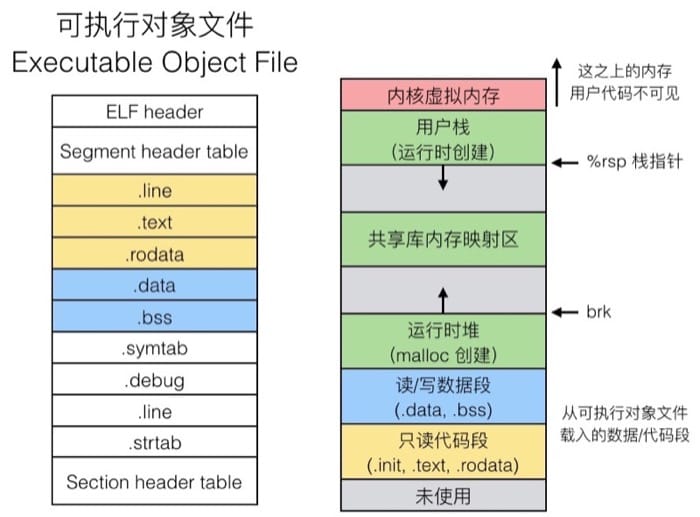 可执行对象文件
Executable Object File
ELF header
Segment header table
.line
.text
.rodata
.data
.bss
.symtab
.debug
.line
.strtab
Section header table
内核虚拟内存
用户栈
(运行时创建)
共享库内存映射区
运行时堆
(malloc 创建)
读/写数据段
(.data, .bss)
只读代码段
(.init, .text, .rodata)
未使用
这之上的内存
用户代码不可见
%rsp 栈指针
brk
从可执行对象文件
载入的数据/代码段